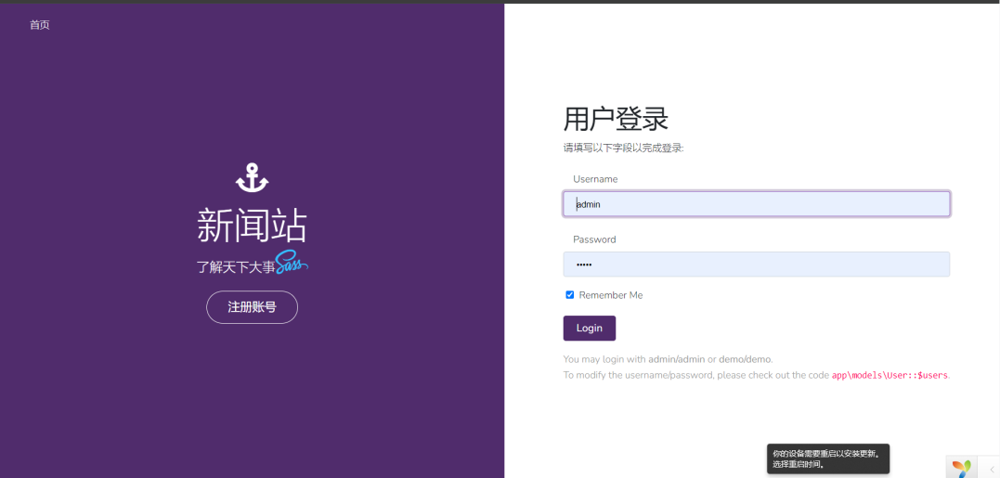 首页
新闻站
了解天下大事Sass
注册账号
用户登录
请填写以下字段以完成登录:
Username
admin
Password
•••••
Remember Me
Login
You may login with admin/admin or demo/demo.
To modify the username/password, please check out the code app\models\User::$users.
你的设备需要重启以安装更新。
选择重启时间。